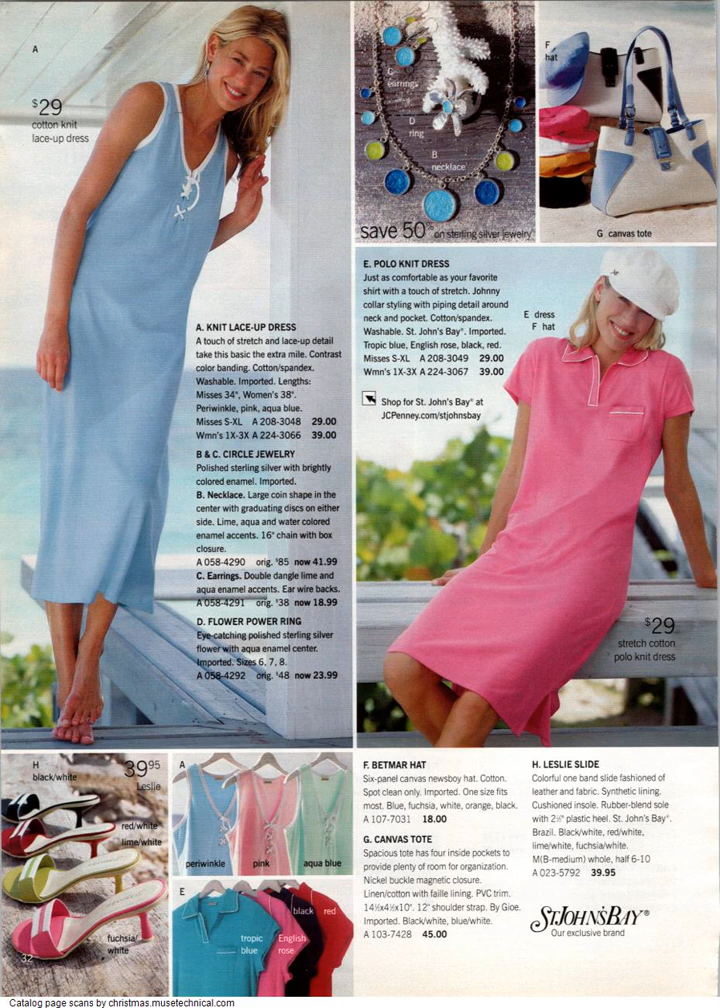 A
$29
cotton knit
lace-up dress
C
earrings
D
ring
B
necklace
save 50% on sterling silver jewelry
F
hat
G canvas tote
A. KNIT LACE-UP DRESS
A touch of stretch and lace-up detail
take this basic the extra mile. Contrast
color banding. Cotton/spandex.
Washable. Imported. Lengths:
Misses 34", Women's 38".
Periwinkle, pink, aqua blue.
Misses S-XL A 208-3048 29.00
Wmn's 1X-3X A 224-3066 39.00
B & C. CIRCLE JEWELRY
Polished sterling silver with brightly
colored enamel. Imported.
B. Necklace. Large coin shape in the
center with graduating discs on either
side. Lime, aqua and water colored
enamel accents. 16" chain with box
closure.
A 058-4290 orig. $85 now 41.99
C. Earrings. Double dangle lime and
aqua enamel accents. Ear wire backs.
A 058-4291 orig. $38 now 18.99
D. FLOWER POWER RING
Eye-catching polished sterling silver
flower with aqua enamel center.
Imported. Sizes 6, 7, 8.
A 058-4292 orig. $48 now 23.99
E. POLO KNIT DRESS
Just as comfortable as your favorite
shirt with a touch of stretch. Johnny
collar styling with piping detail around
neck and pocket. Cotton/spandex.
Washable. St. John's Bay®. Imported.
Tropic blue, English rose, black, red.
Misses S-XL A 208-3049 29.00
Wmn's 1X-3X A 224-3067 39.00
Shop for St. John's Bay® at
JCPenney.com/stjohnsbay
E dress
F hat
$29
stretch cotton
polo knit dress
H
black/white
39.95
Leslie
red/white
lime/white
fuchsia/
white
32
A
periwinkle
pink
aqua blue
E
tropic
blue
English
rose
black
red
F. BETMAR HAT
Six-panel canvas newsboy hat. Cotton.
Spot clean only. Imported. One size fits
most. Blue, fuchsia, white, orange, black.
A 107-7031 18.00
G. CANVAS TOTE
Spacious tote has four inside pockets to
provide plenty of room for organization.
Nickel buckle magnetic closure.
Linen/cotton with faille lining. PVC trim.
14½x4½x10". 12" shoulder strap. By Gioe.
Imported. Black/white, blue/white.
A 103-7428 45.00
H. LESLIE SLIDE
Colorful one band slide fashioned of
leather and fabric. Synthetic lining.
Cushioned insole. Rubber-blend sole
with 2½" plastic heel. St. John's Bay®.
Brazil. Black/white, red/white,
lime/white, fuchsia/white.
M(B-medium) whole, half 6-10
A 023-5792 39.95
ST. JOHN'S BAY®
Our exclusive brand
Catalog page scans by christmas.musetechnical.com